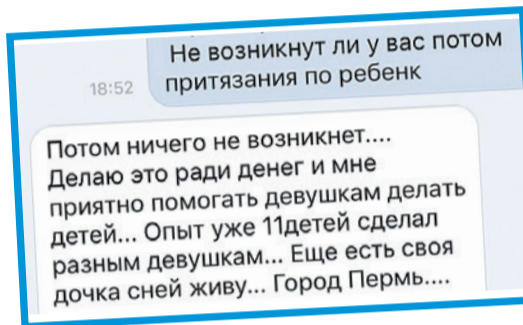 Не возникнут ли у вас потом
притязания по ребенк
18:52
Потом ничего не возникнет....
Делаю это ради денег и мне
приятно помогать девушкам делать
детей... Опыт уже 11детей сделал
разным девушкам... Еще есть своя
дочка сней живу... Город Пермь....